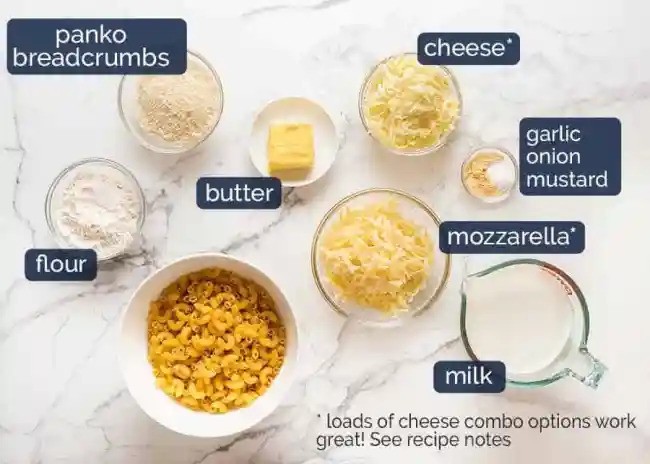 panko
breadcrumbs
cheese*
garlic
onion
mustard
butter
mozzarella*
flour
milk
* loads of cheese combo options work
great! See recipe notes